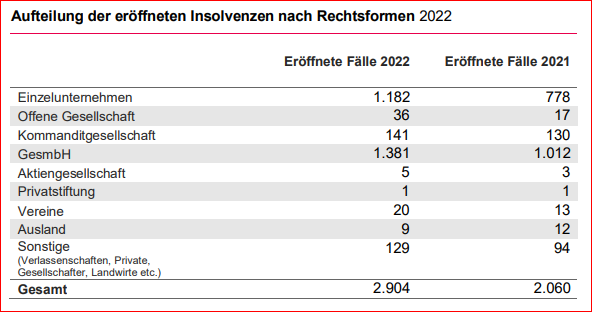 Aufteilung der eröffneten Insolvenzen nach Rechtsformen 2022
Eröffnete Fälle 2022 Eröffnete Fälle 2021
Einzelunternehmen 1.182 778
Offene Gesellschaft 36 17
Kommanditgesellschaft 141 130
GesmbH 1.381 1.012
Aktiengesellschaft 5 3
Privatstiftung 1 1
Vereine 20 13
Ausland 9 12
Sonstige 129 94
(Verlassenschaften, Private,
Gesellschafter, Landwirte etc.)
Gesamt 2.904 2.060